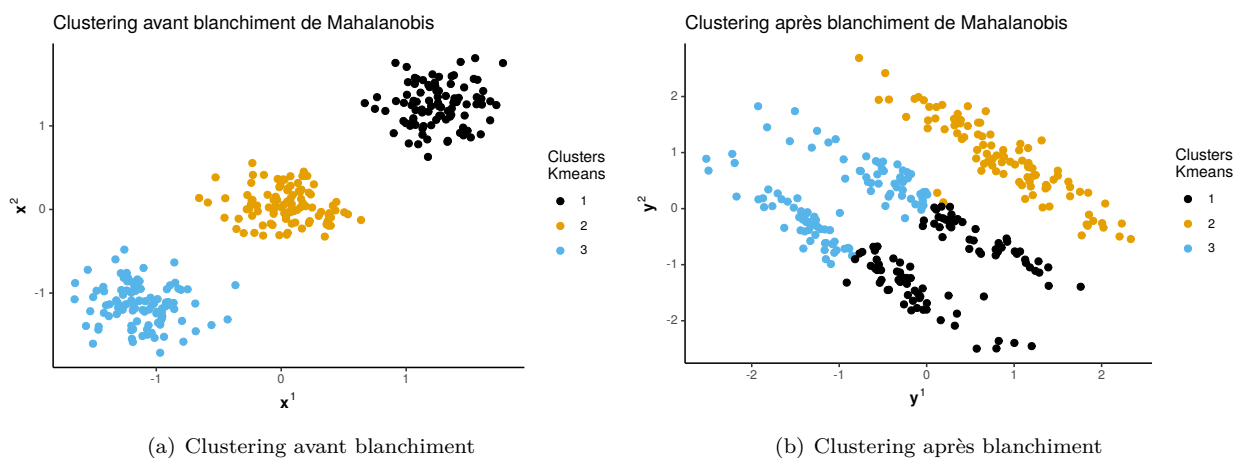 Clustering avant blanchiment de Mahalanobis
1
0
-1
x²
-1
0
1
x¹
Clusters
Kmeans
1
2
3
(a) Clustering avant blanchiment
Clustering après blanchiment de Mahalanobis
2
1
0
-1
-2
y²
-2
-1
0
1
2
y¹
Clusters
Kmeans
1
2
3
(b) Clustering après blanchiment